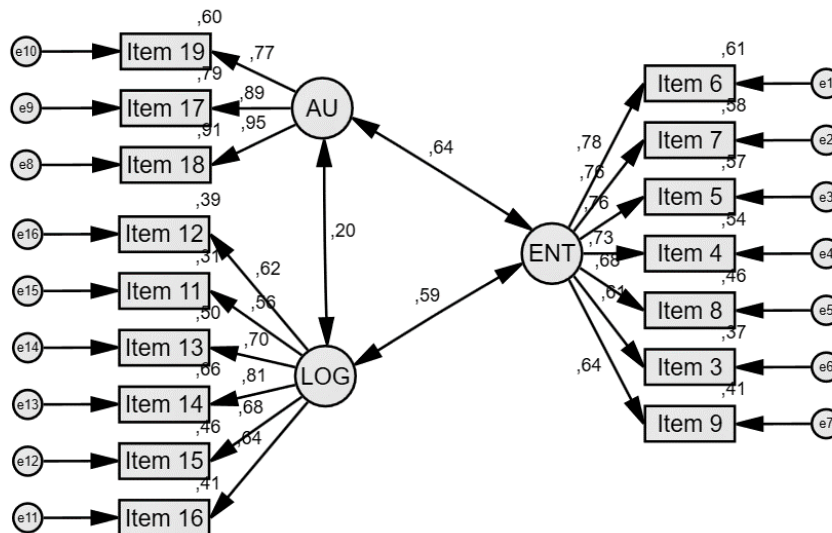 ,60
e10 Item 19 ,77
,79
e9 Item 17 ,89
,91 ,95
e8 Item 18
AU
,39
e16 Item 12 ,62
,31
e15 Item 11 ,56
,50
e14 Item 13 ,70
,66
e13 Item 14 ,81
,68
,46
e12 Item 15 ,64
,41
e11 Item 16
LOG
,64
,20
,59
ENT
,61
,78 Item 6 e1
,58
,76 Item 7 e2
,57
,76 Item 5 e3
,54
,73 Item 4 e4
,46
,68 Item 8 e5
,37
,61 Item 3 e6
,41
,64 Item 9 e7